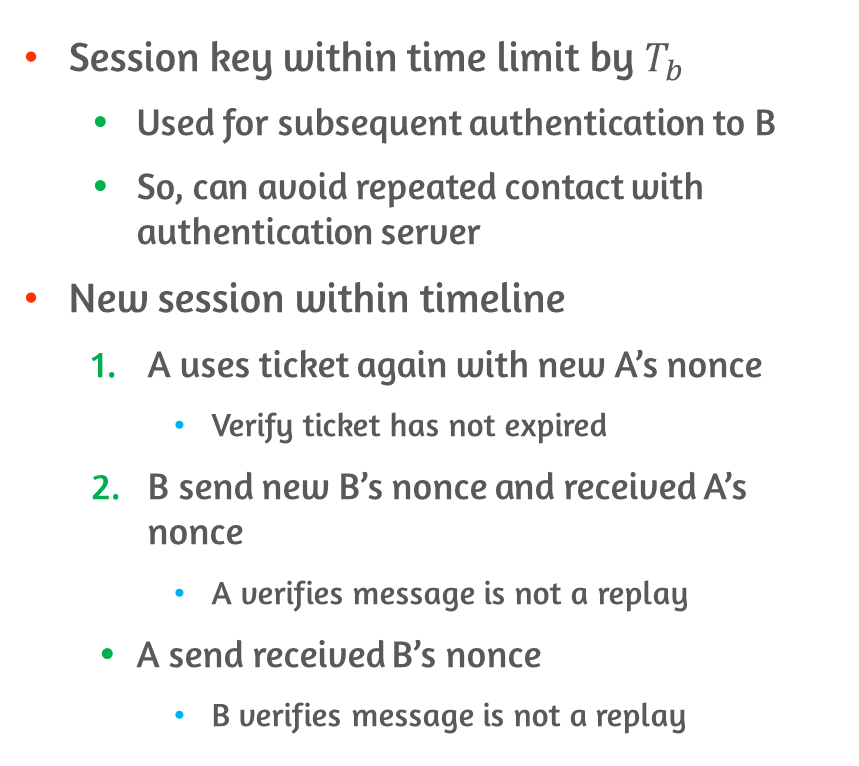 • Session key within time limit by T_b
• Used for subsequent authentication to B
• So, can avoid repeated contact with
authentication server
• New session within timeline
1. A uses ticket again with new A’s nonce
• Verify ticket has not expired
2. B send new B’s nonce and received A’s
nonce
• A verifies message is not a replay
• A send received B’s nonce
• B verifies message is not a replay